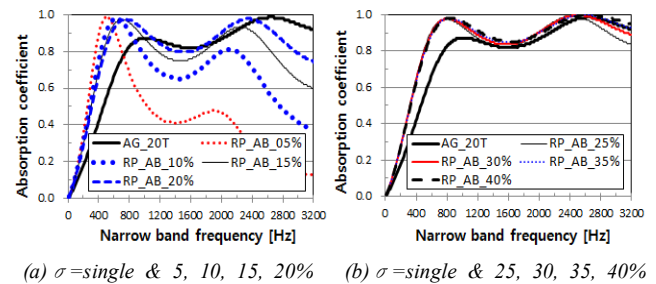 (a)
Absorption coefficient
1.0
0.8
0.6
0.4
0.2
0.0
AG_20T RP_AB_05%
RP_AB_10% RP_AB_15%
RP_AB_20%
0 400 800 1200 1600 2000 2400 2800 3200
Narrow band frequency [Hz]
(a) σ=single & 5, 10, 15, 20%
(b)
Absorption coefficient
1.0
0.8
0.6
0.4
0.2
0.0
AG_20T RP_AB_25%
RP_AB_30% RP_AB_35%
RP_AB_40%
0 400 800 1200 1600 2000 2400 2800 3200
Narrow band frequency [Hz]
(b) σ=single & 25, 30, 35, 40%